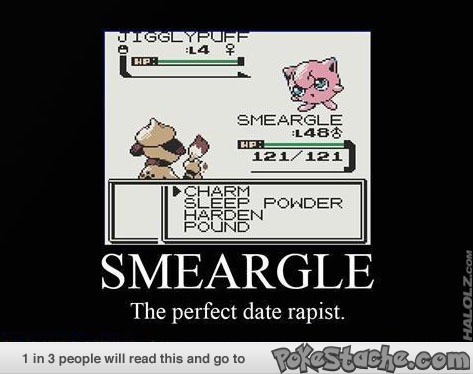 JIGGLYPUFF
:L4 ♀
HP:
SMEARGLE
:L48♂
HP:
121/121
▶CHARM
SLEEP POWDER
HARDEN
POUND
SMEARGLE
The perfect date rapist.
HALOLZ.COM
1 in 3 people will read this and go to PokeStache.com